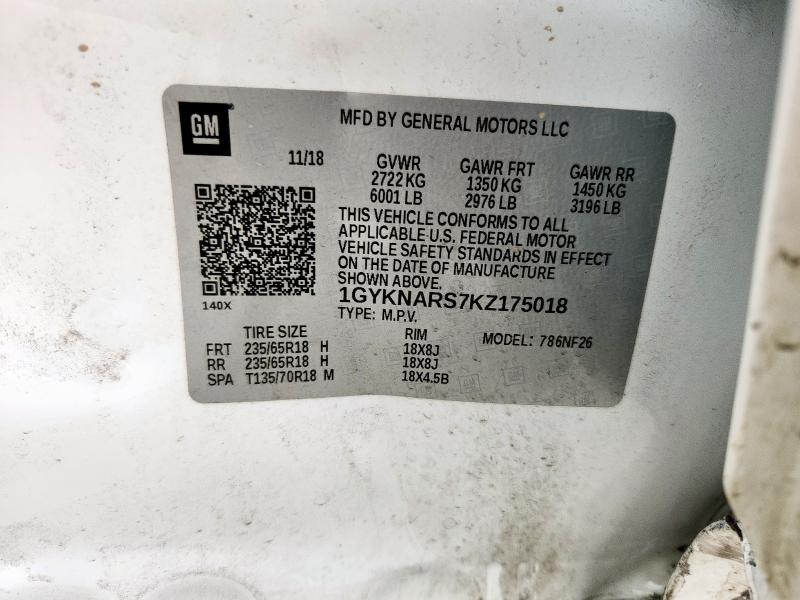 GM
MFD BY GENERAL MOTORS LLC
11/18
GVWR GAWR FRT GAWR RR
2722 KG 1350 KG 1450 KG
6001 LB 2976 LB 3196 LB
THIS VEHICLE CONFORMS TO ALL
APPLICABLE U.S. FEDERAL MOTOR
VEHICLE SAFETY STANDARDS IN EFFECT
ON THE DATE OF MANUFACTURE
SHOWN ABOVE.
140X
1GYKNARS7KZ175018
TYPE: M.P.V.
MODEL: 786NF26
TIRE SIZE RIM
FRT 235/65R18 H 18X8J
RR 235/65R18 H 18X8J
SPA T135/70R18 M 18X4.5B